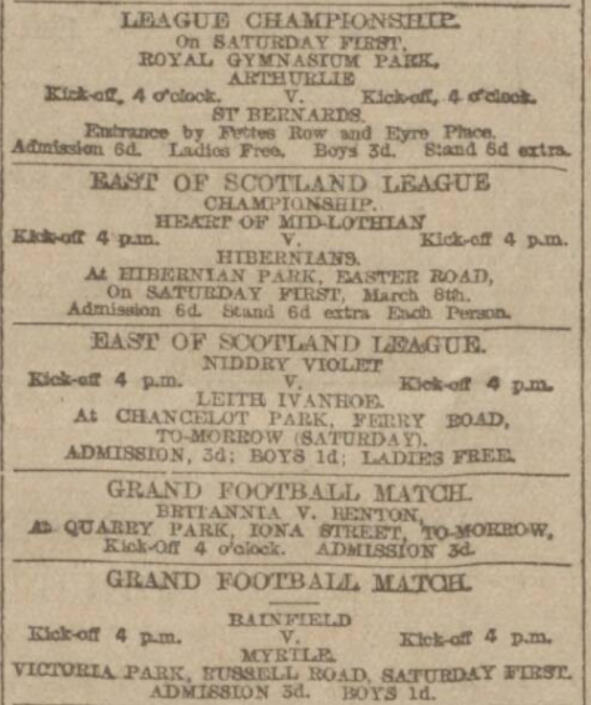 LEAGUE CHAMPIONSHIP.
On SATURDAY FIRST,
ROYAL GYMNASIUM PARK,
ARTHURLIE
Kick-off, 4 o'clock. V. Kick-off, 4 o'clock.
ST BERNARDS.
Entrance by Fettes Row and Eyre Place.
Admission 6d. Ladies Free. Boys 3d. Stand 6d extra.
EAST OF SCOTLAND LEAGUE
CHAMPIONSHIP.
HEART OF MID-LOTHIAN
Kick-off 4 p.m. V. Kick-off 4 p.m.
HIBERNIANS.
At HIBERNIAN PARK, EASTER ROAD,
On SATURDAY FIRST, March 8th.
Admission 6d. Stand 6d extra Each Person.
EAST OF SCOTLAND LEAGUE.
NIDDRY VIOLET
Kick-off 4 p.m. V. Kick-off 4 p.m.
LEITH IVANHOE.
At CHANCELOT PARK, FERRY ROAD,
TO-MORROW (SATURDAY).
ADMISSION, 3d; BOYS 1d; LADIES FREE.
GRAND FOOTBALL MATCH.
BRITANNIA V. RENTON,
At QUARRY PARK, IONA STREET, TO-MORROW,
Kick-Off 4 o'clock. ADMISSION 3d.
GRAND FOOTBALL MATCH.
BAINFIELD
Kick-off 4 p.m. V. Kick-off 4 p.m.
MYRTLE.
VICTORIA PARK, RUSSELL ROAD, SATURDAY FIRST.
ADMISSION 3d. BOYS 1d.